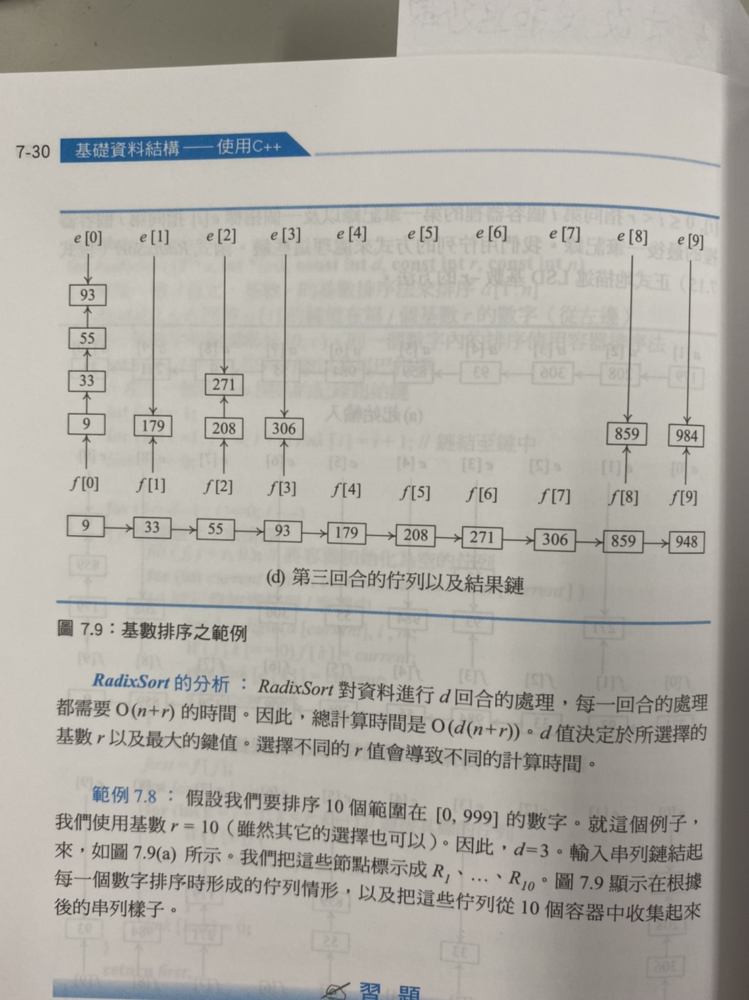 7-30 基礎資料結構——使用C++
e [0] e [1] e [2] e [3] e [4] e [5] e [6] e [7] e [8] e [9]
93
55
33 271
9 179 208 306 859 984
f [0] f [1] f [2] f [3] f [4] f [5] f [6] f [7] f [8] f [9]
9 33 55 93 179 208 271 306 859 948
(d) 第三回合的佇列以及結果鏈
圖 7.9：基數排序之範例
RadixSort 的分析 ： RadixSort 對資料進行 d 回合的處理，每一回合的處理
都需要 O(n+r) 的時間。因此，總計算時間是 O(d(n+r))。d 值決定於所選擇的
基數 r 以及最大的鍵值。選擇不同的 r 值會導致不同的計算時間。
範例 7.8 ： 假設我們要排序 10 個範圍在 [0, 999] 的數字。就這個例子，
我們使用基數 r = 10（雖然其它的選擇也可以）。因此，d=3。輸入串列鏈結起
來，如圖 7.9(a) 所示。我們把這些節點標示成 R1、…、R10。圖 7.9 顯示在根據
每一個數字排序時形成的佇列情形，以及把這些佇列從 10 個容器中收集起來
後的串列樣子。
習 題